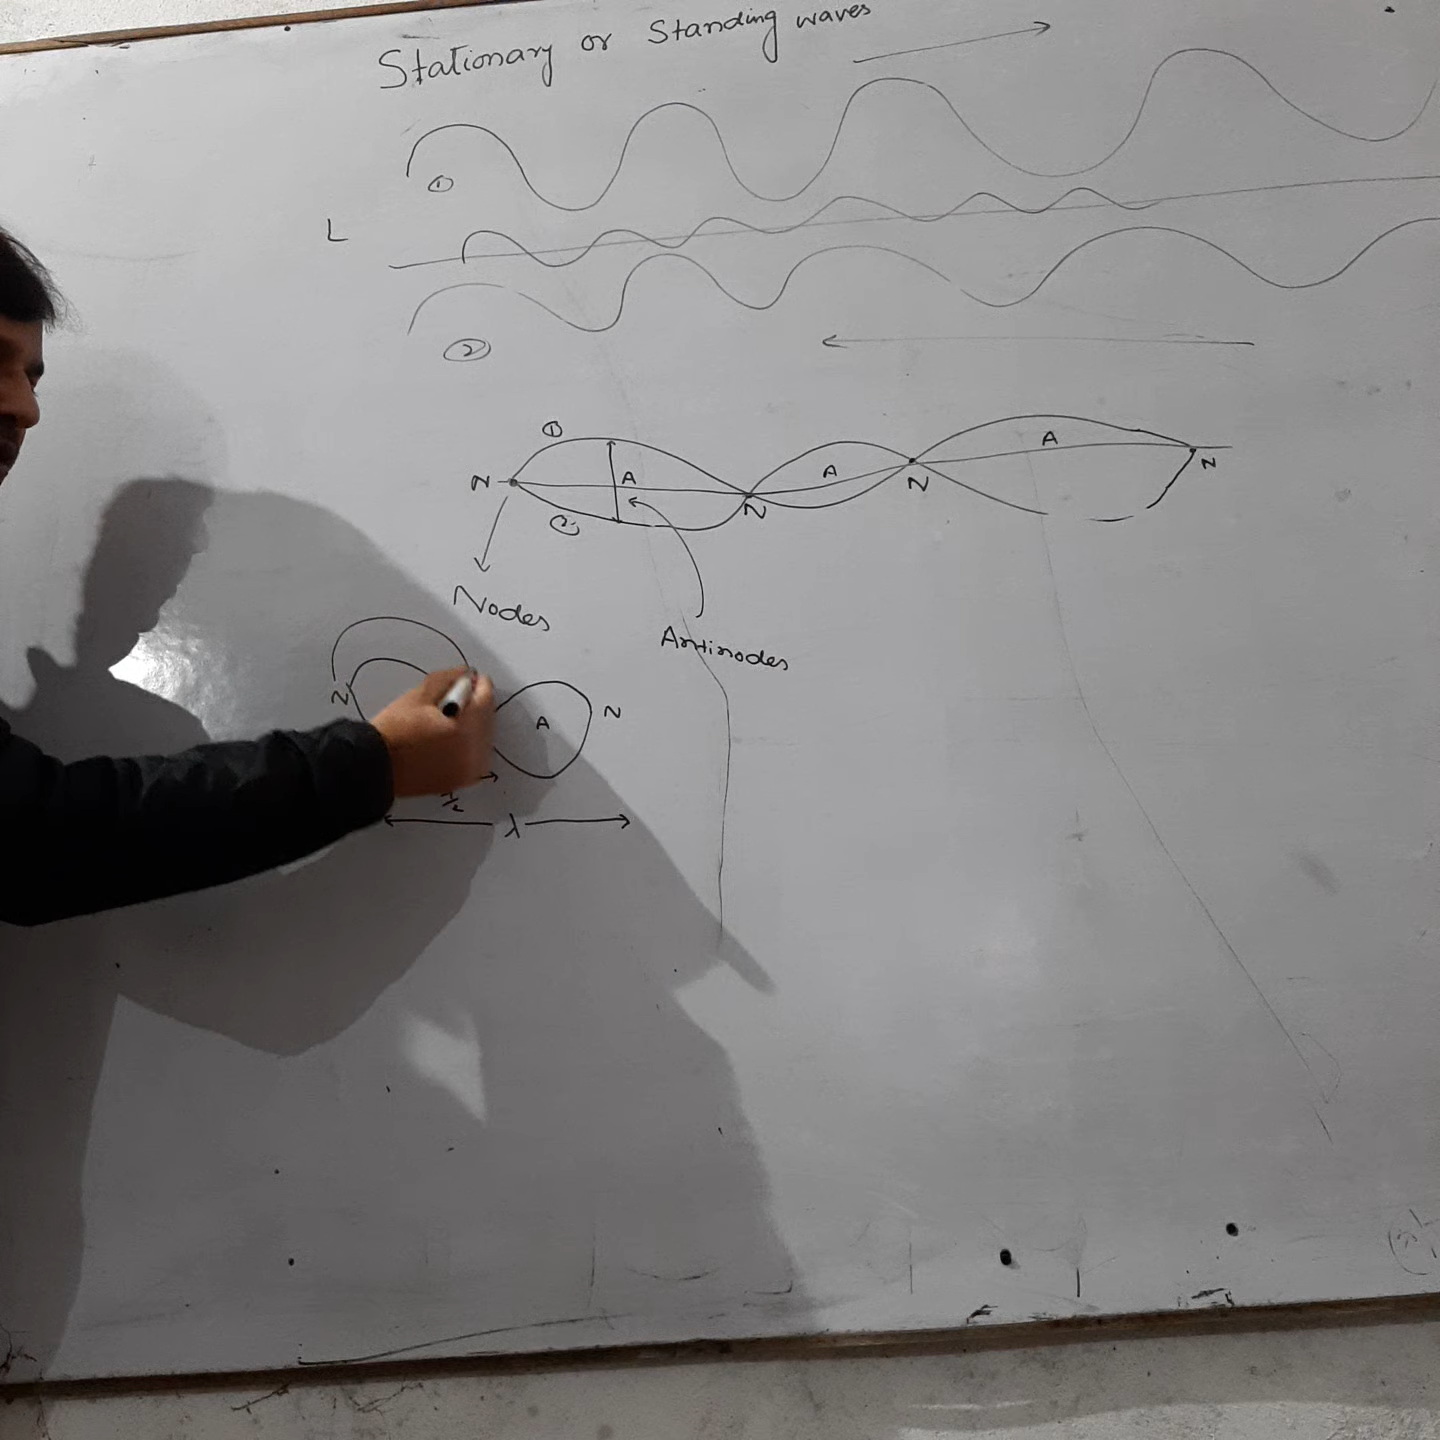 Stationary or Standing waves
①
L
②
①
A
N A A N
N N
②
Nodes
Antinodes
N A N
λ/2
λ